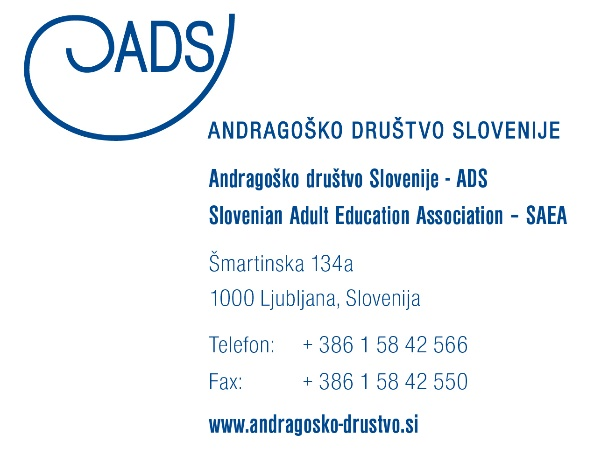 ADS
ANDRAGOŠKO DRUŠTVO SLOVENIJE
Andragoško društvo Slovenije - ADS
Slovenian Adult Education Association – SAEA
Šmartinska 134a
1000 Ljubljana, Slovenija
Telefon: + 386 1 58 42 566
Fax: + 386 1 58 42 550
www.andragosko-drustvo.si